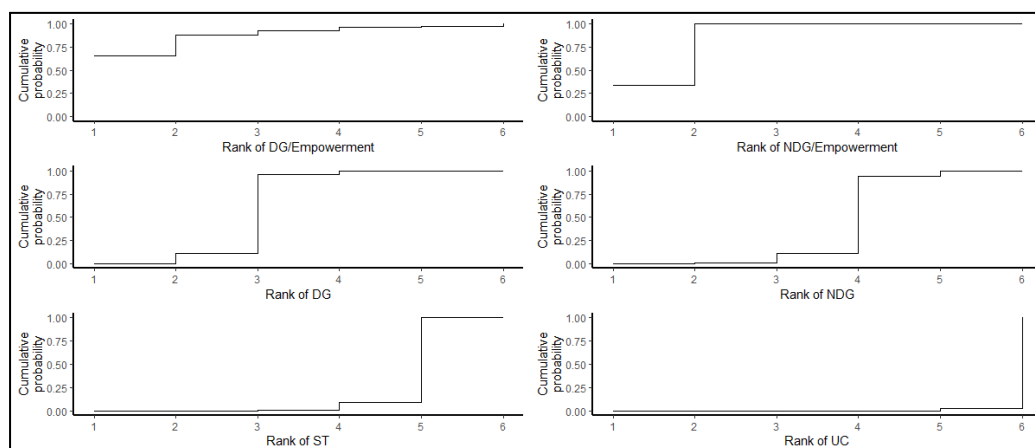 Cumulative
probability
1.00
0.75
0.50
0.25
0.00
1 2 3 4 5 6
Rank of DG/Empowerment
Cumulative
probability
1.00
0.75
0.50
0.25
0.00
1 2 3 4 5 6
Rank of NDG/Empowerment
Cumulative
probability
1.00
0.75
0.50
0.25
0.00
1 2 3 4 5 6
Rank of DG
Cumulative
probability
1.00
0.75
0.50
0.25
0.00
1 2 3 4 5 6
Rank of NDG
Cumulative
probability
1.00
0.75
0.50
0.25
0.00
1 2 3 4 5 6
Rank of ST
Cumulative
probability
1.00
0.75
0.50
0.25
0.00
1 2 3 4 5 6
Rank of UC